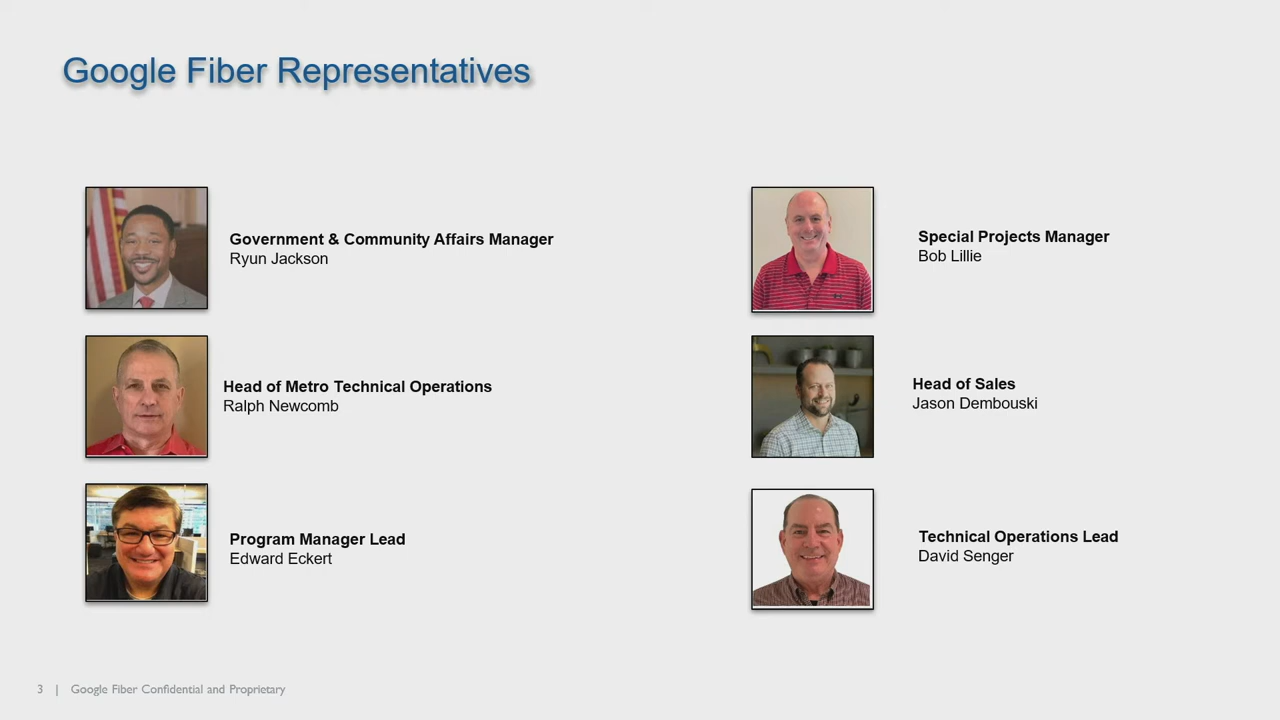 Google Fiber Representatives
Government & Community Affairs Manager
Ryun Jackson
Head of Metro Technical Operations
Ralph Newcomb
Program Manager Lead
Edward Eckert
Special Projects Manager
Bob Lillie
Head of Sales
Jason Dembouski
Technical Operations Lead
David Senger
3 | Google Fiber Confidential and Proprietary